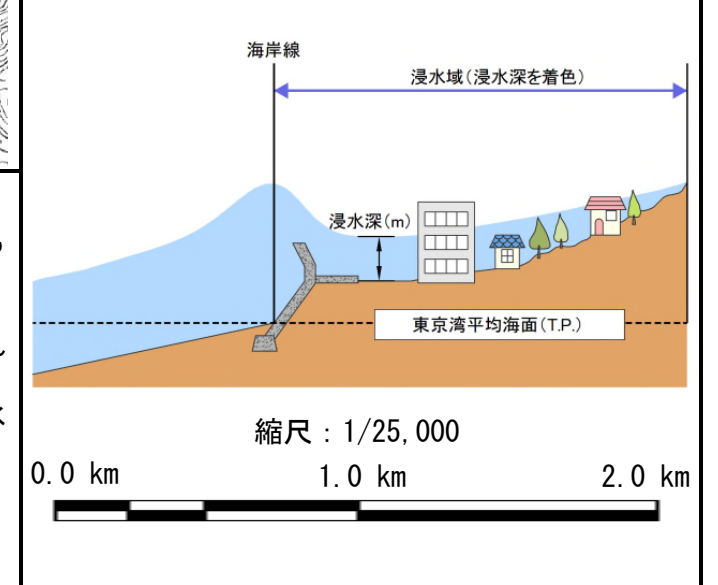 海岸線
浸水域(浸水深を着色)
浸水深(m)
東京湾平均海面(T.P.)
縮尺：1/25,000
0.0 km 1.0 km 2.0 km